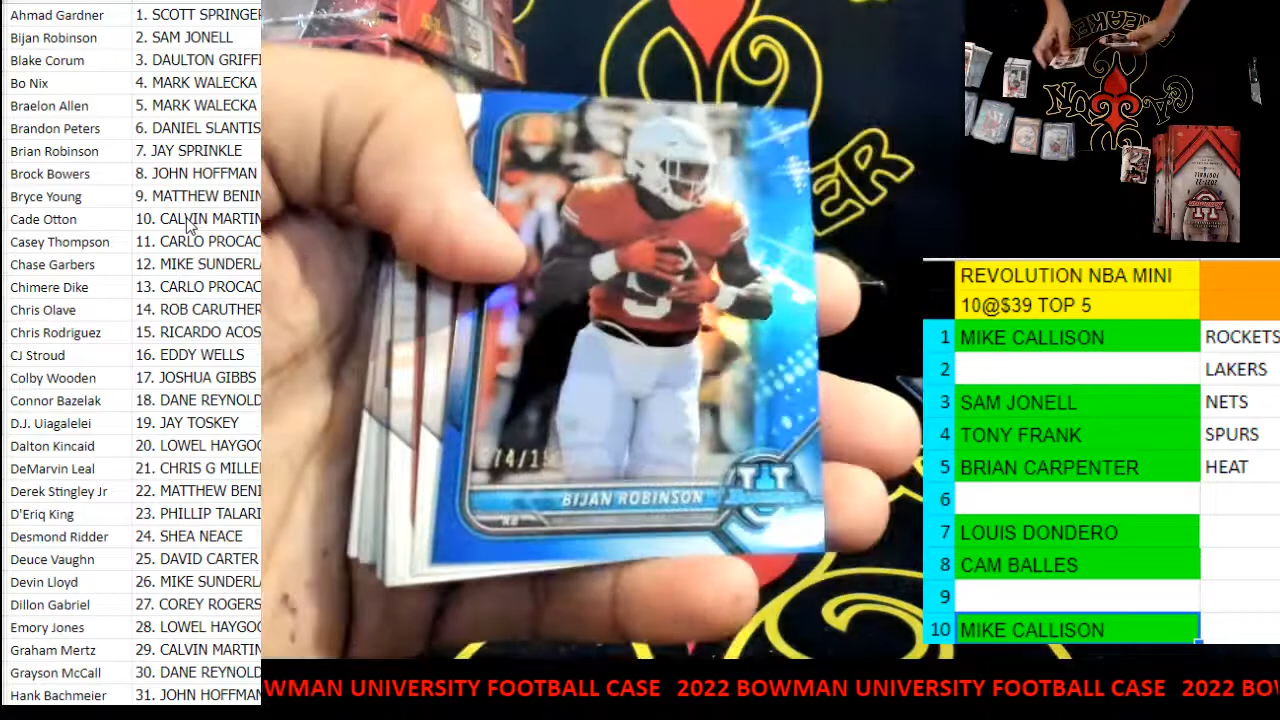 Ahmad Gardner 1. SCOTT SPRINGER
Bijan Robinson 2. SAM JONELL
Blake Corum 3. DAULTON GRIFFI
Bo Nix 4. MARK WALECKA
Braelon Allen 5. MARK WALECKA
Brandon Peters 6. DANIEL SLANTIS
Brian Robinson 7. JAY SPRINKLE
Brock Bowers 8. JOHN HOFFMAN
Bryce Young 9. MATTHEW BENIN
Cade Otton 10. CALVIN MARTIN
Casey Thompson 11. CARLO PROCAC
Chase Garbers 12. MIKE SUNDERLA
Chimere Dike 13. CARLO PROCAC
Chris Olave 14. ROB CARUTHER
Chris Rodriguez 15. RICARDO ACOS
CJ Stroud 16. EDDY WELLS
Colby Wooden 17. JOSHUA GIBBS
Connor Bazelak 18. DANE REYNOLD
D.J. Uiagalelei 19. JAY TOSKEY
Dalton Kincaid 20. LOWEL HAYGOO
DeMarvin Leal 21. CHRIS G MILLE
Derek Stingley Jr 22. MATTHEW BENI
D'Eriq King 23. PHILLIP TALARI
Desmond Ridder 24. SHEA NEACE
Deuce Vaughn 25. DAVID CARTER
Devin Lloyd 26. MIKE SUNDERLA
Dillon Gabriel 27. COREY ROGERS
Emory Jones 28. LOWEL HAYGOO
Graham Mertz 29. CALVIN MARTIN
Grayson McCall 30. DANE REYNOLD
Hank Bachmeier 31. JOHN HOFFMAN
ER
5
BIJAN ROBINSON
RB
U
REVOLUTION NBA MINI
10@$39 TOP 5
1 MIKE CALLISON ROCKETS
2 LAKERS
3 SAM JONELL NETS
4 TONY FRANK SPURS
5 BRIAN CARPENTER HEAT
6
7 LOUIS DONDERO
8 CAM BALLES
9
10 MIKE CALLISON
WMAN UNIVERSITY FOOTBALL CASE 2022 BOWMAN UNIVERSITY FOOTBALL CASE 2022 BO